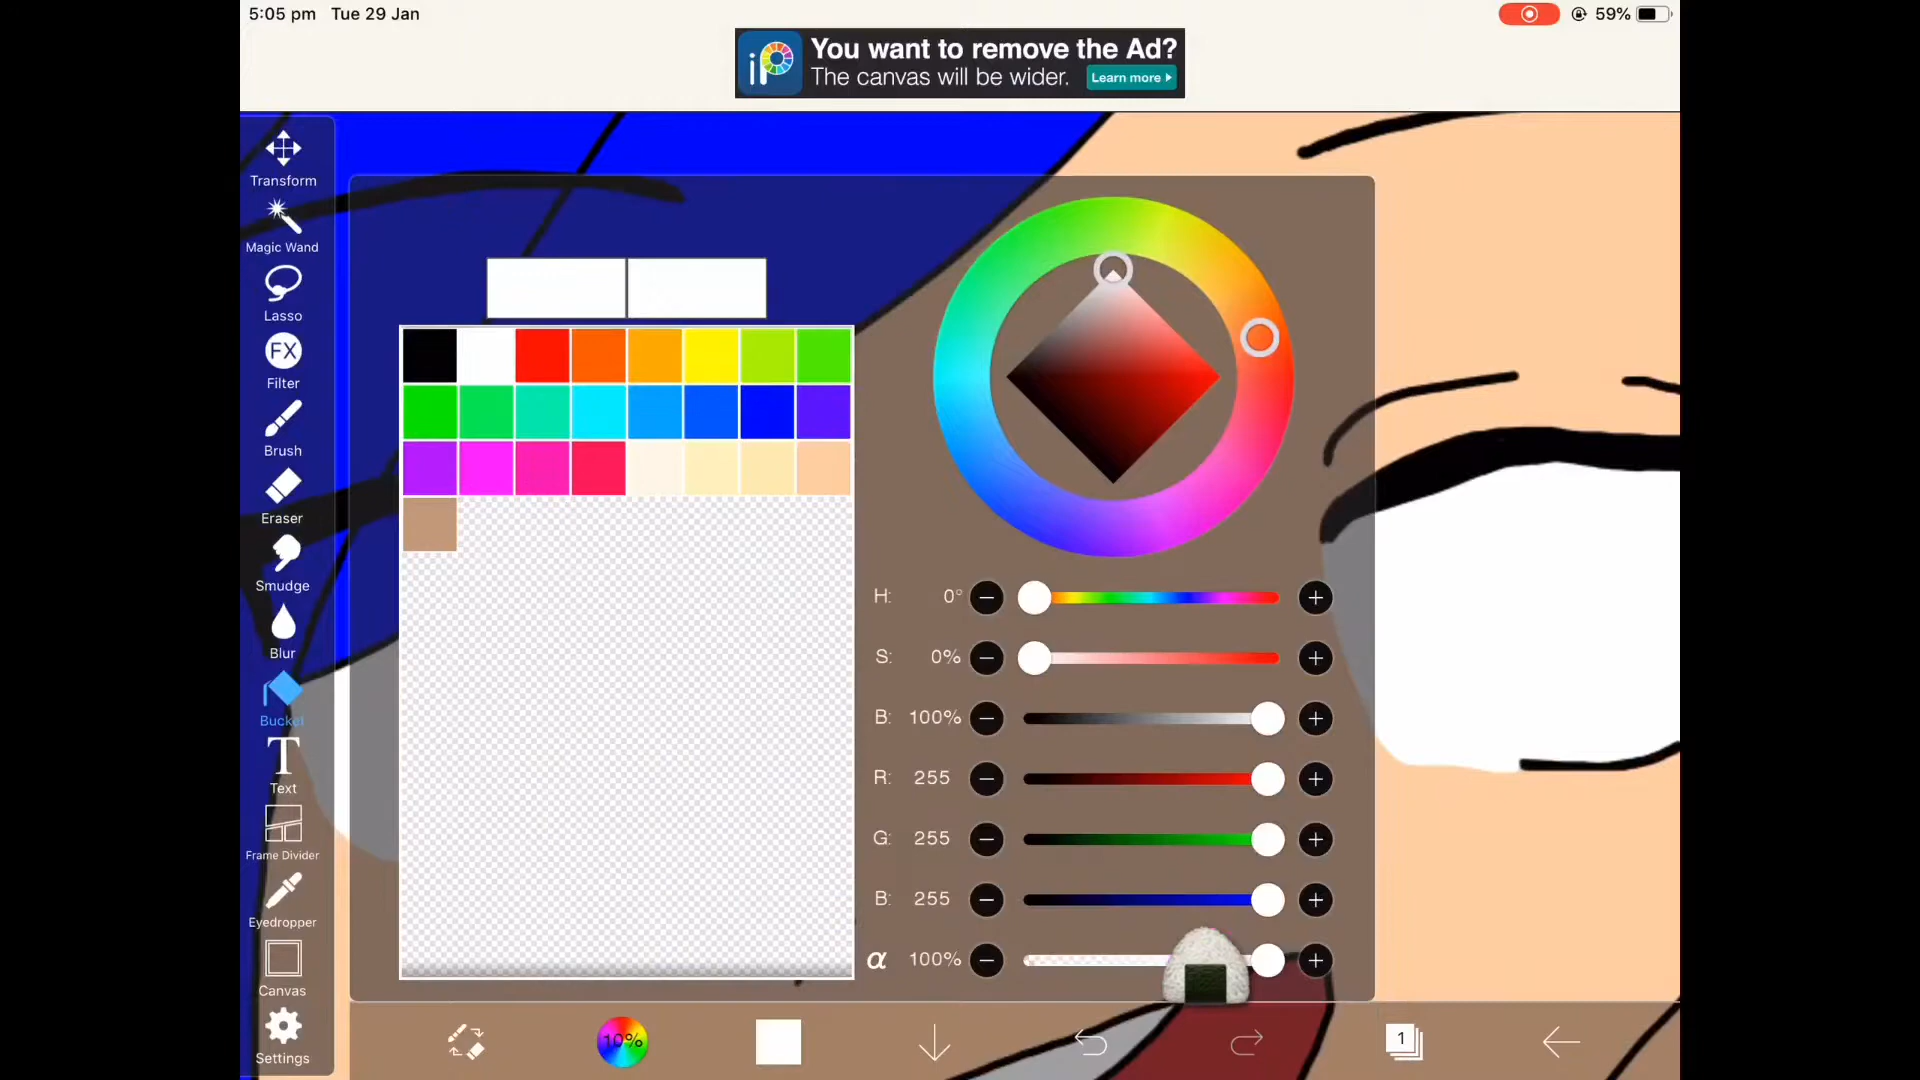 5:05 pm Tue 29 Jan
59%
iP
You want to remove the Ad?
The canvas will be wider.
Learn more
Transform
Magic Wand
Lasso
FX
Filter
Brush
Eraser
Smudge
Blur
Bucket
T
Text
Frame Divider
Eyedropper
Canvas
Settings
H: 0°
S: 0%
B: 100%
R: 255
G: 255
B: 255
α 100%
10%
1